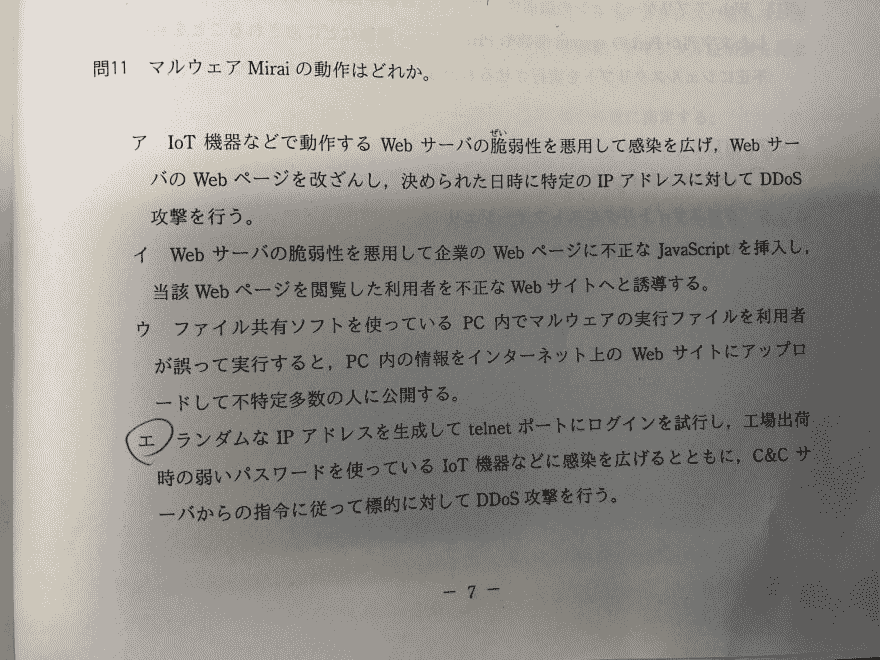 問11　マルウェア Mirai の動作はどれか。
ア　IoT 機器などで動作する Web サーバの脆弱性を悪用して感染を広げ，Web サー
バの Web ページを改ざんし，決められた日時に特定の IP アドレスに対して DDoS
攻撃を行う。
イ　Web サーバの脆弱性を悪用して企業の Web ページに不正な JavaScript を挿入し，
当該 Web ページを閲覧した利用者を不正な Web サイトへと誘導する。
ウ　ファイル共有ソフトを使っている PC 内でマルウェアの実行ファイルを利用者
が誤って実行すると，PC 内の情報をインターネット上の Web サイトにアップロ
ードして不特定多数の人に公開する。
エ　ランダムな IP アドレスを生成して telnet ポートにログインを試行し，工場出荷
時の弱いパスワードを使っている IoT 機器などに感染を広げるとともに，C&C サ
ーバからの指令に従って標的に対して DDoS 攻撃を行う。
－ 7 －